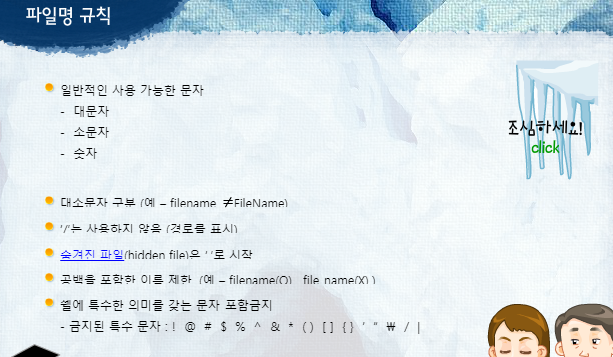 파일명 규칙
일반적인 사용 가능한 문자
- 대문자
- 소문자
- 숫자
조심하세요!
click
대소문자 구분 (예 – filename ≠FileName)
'/'는 사용하지 않음 (경로를 표시)
숨겨진 파일(hidden file)은 '.'로 시작
공백을 포함한 이름 제한 (예 – filename(O), file name(X) )
쉘에 특수한 의미를 갖는 문자 포함금지
- 금지된 특수 문자 : ! @ # $ % ^ & * ( ) [ ] { } ' " ₩ / |